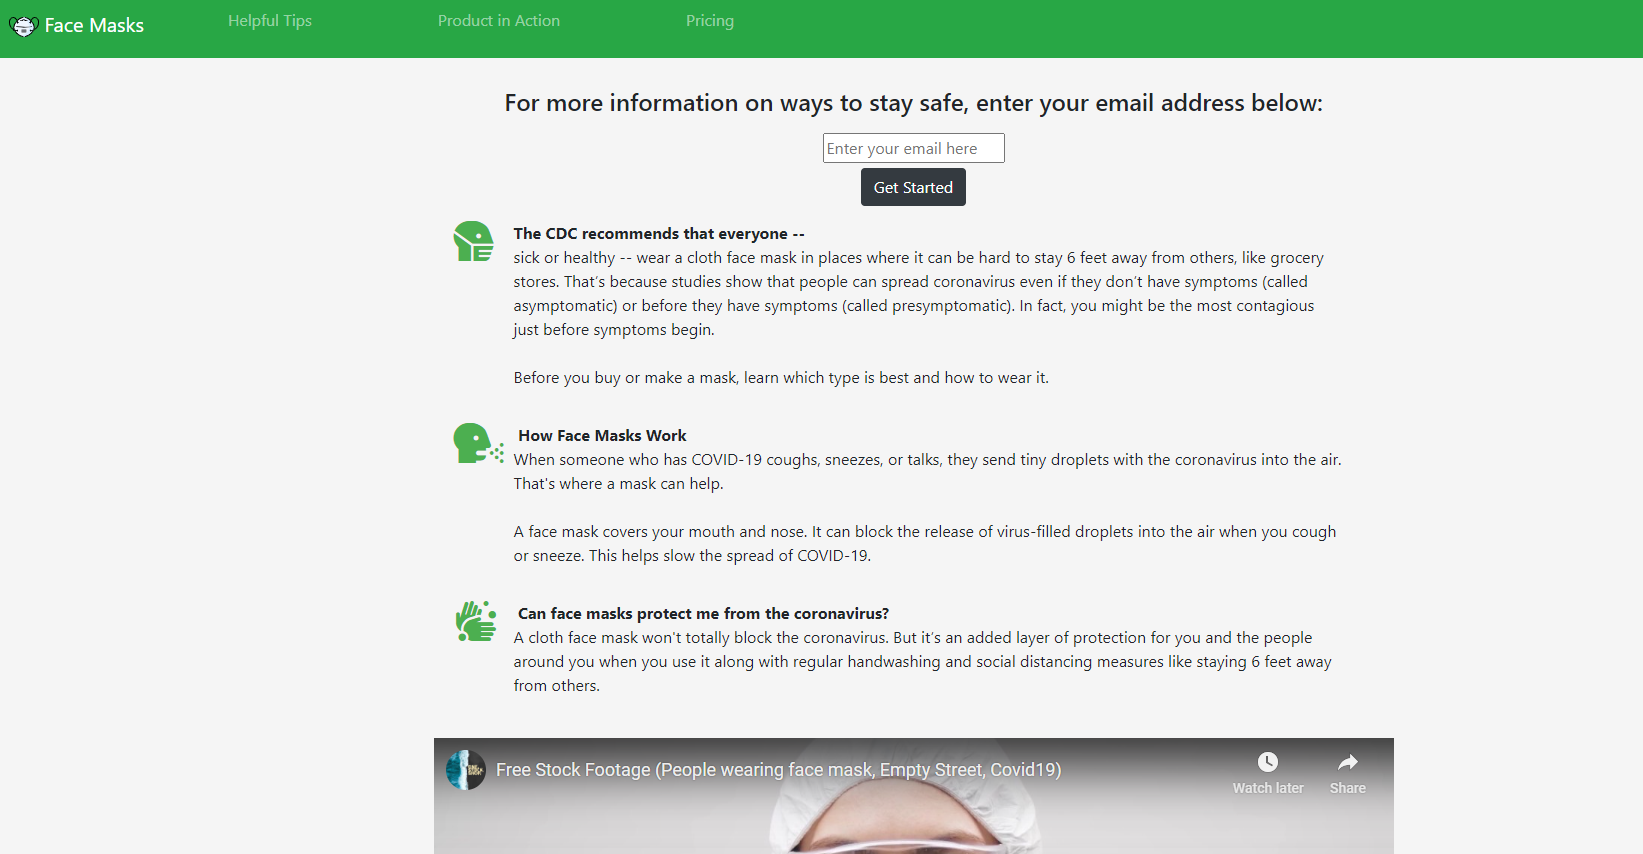 Face Masks
Helpful Tips
Product in Action
Pricing
For more information on ways to stay safe, enter your email address below:
Enter your email here
Get Started
The CDC recommends that everyone --
sick or healthy -- wear a cloth face mask in places where it can be hard to stay 6 feet away from others, like grocery
stores. That’s because studies show that people can spread coronavirus even if they don’t have symptoms (called
asymptomatic) or before they have symptoms (called presymptomatic). In fact, you might be the most contagious
just before symptoms begin.
Before you buy or make a mask, learn which type is best and how to wear it.
How Face Masks Work
When someone who has COVID-19 coughs, sneezes, or talks, they send tiny droplets with the coronavirus into the air.
That's where a mask can help.
A face mask covers your mouth and nose. It can block the release of virus-filled droplets into the air when you cough
or sneeze. This helps slow the spread of COVID-19.
Can face masks protect me from the coronavirus?
A cloth face mask won't totally block the coronavirus. But it’s an added layer of protection for you and the people
around you when you use it along with regular handwashing and social distancing measures like staying 6 feet away
from others.
Free Stock Footage (People wearing face mask, Empty Street, Covid19)
Watch later
Share